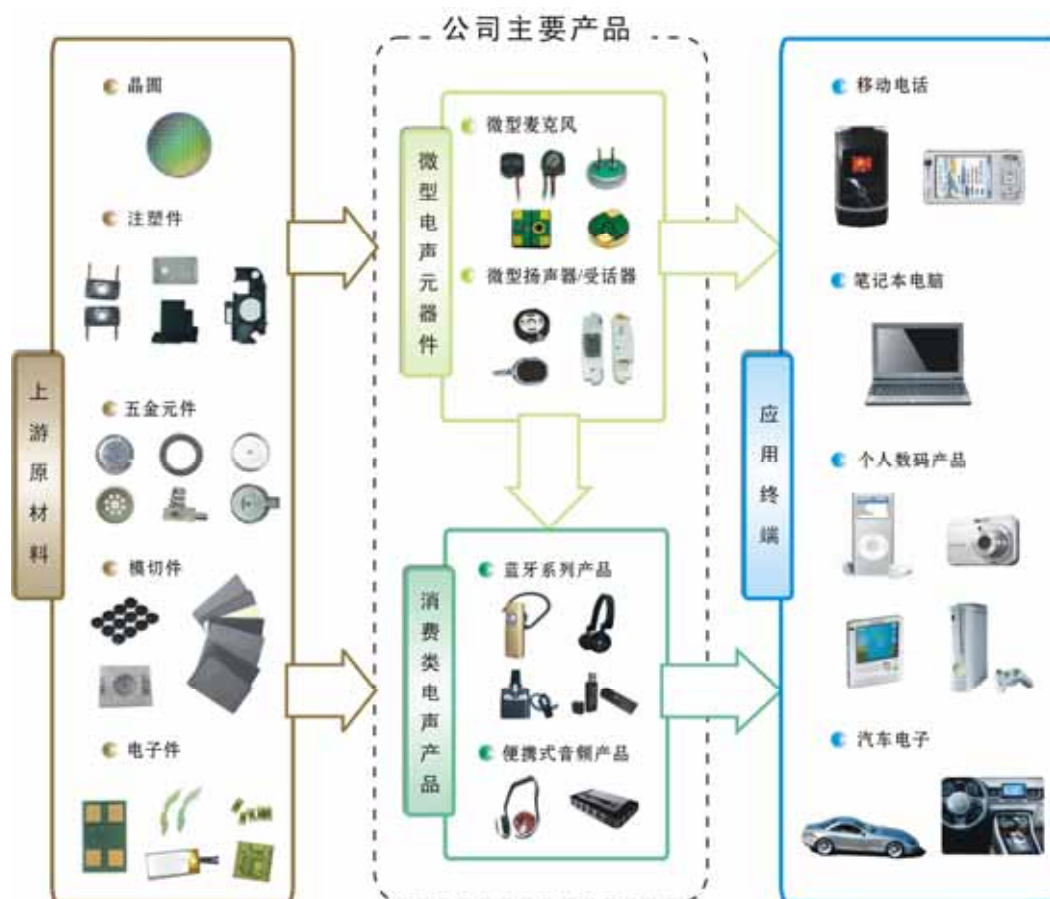 公司主要产品
上游原材料
晶圆
注塑件
五金元件
模切件
电子件
微型电声元器件
微型麦克风
微型扬声器/受话器
消费类电声产品
蓝牙系列产品
便携式音频产品
应用终端
移动电话
笔记本电脑
个人数码产品
汽车电子